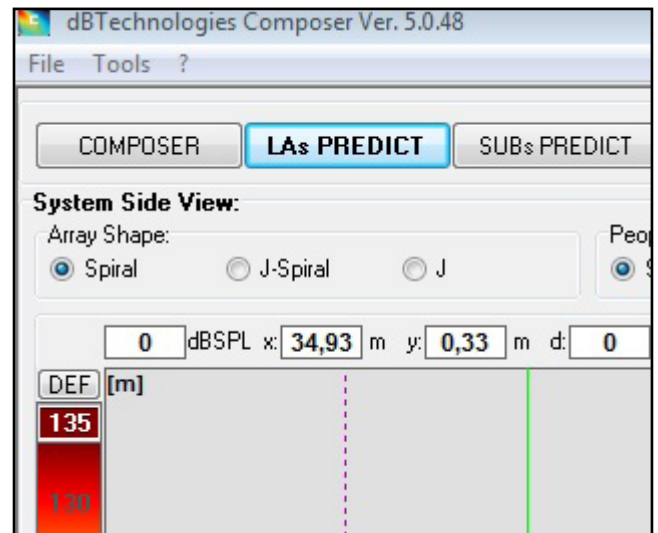 dBTechnologies Composer Ver. 5.0.48
File Tools ?
COMPOSER LAs PREDICT SUBs PREDICT
System Side View:
Array Shape:
Spiral J-Spiral J
0 dBSPL x: 34,93 m y: 0,33 m d: 0
DEF [m]
135
130